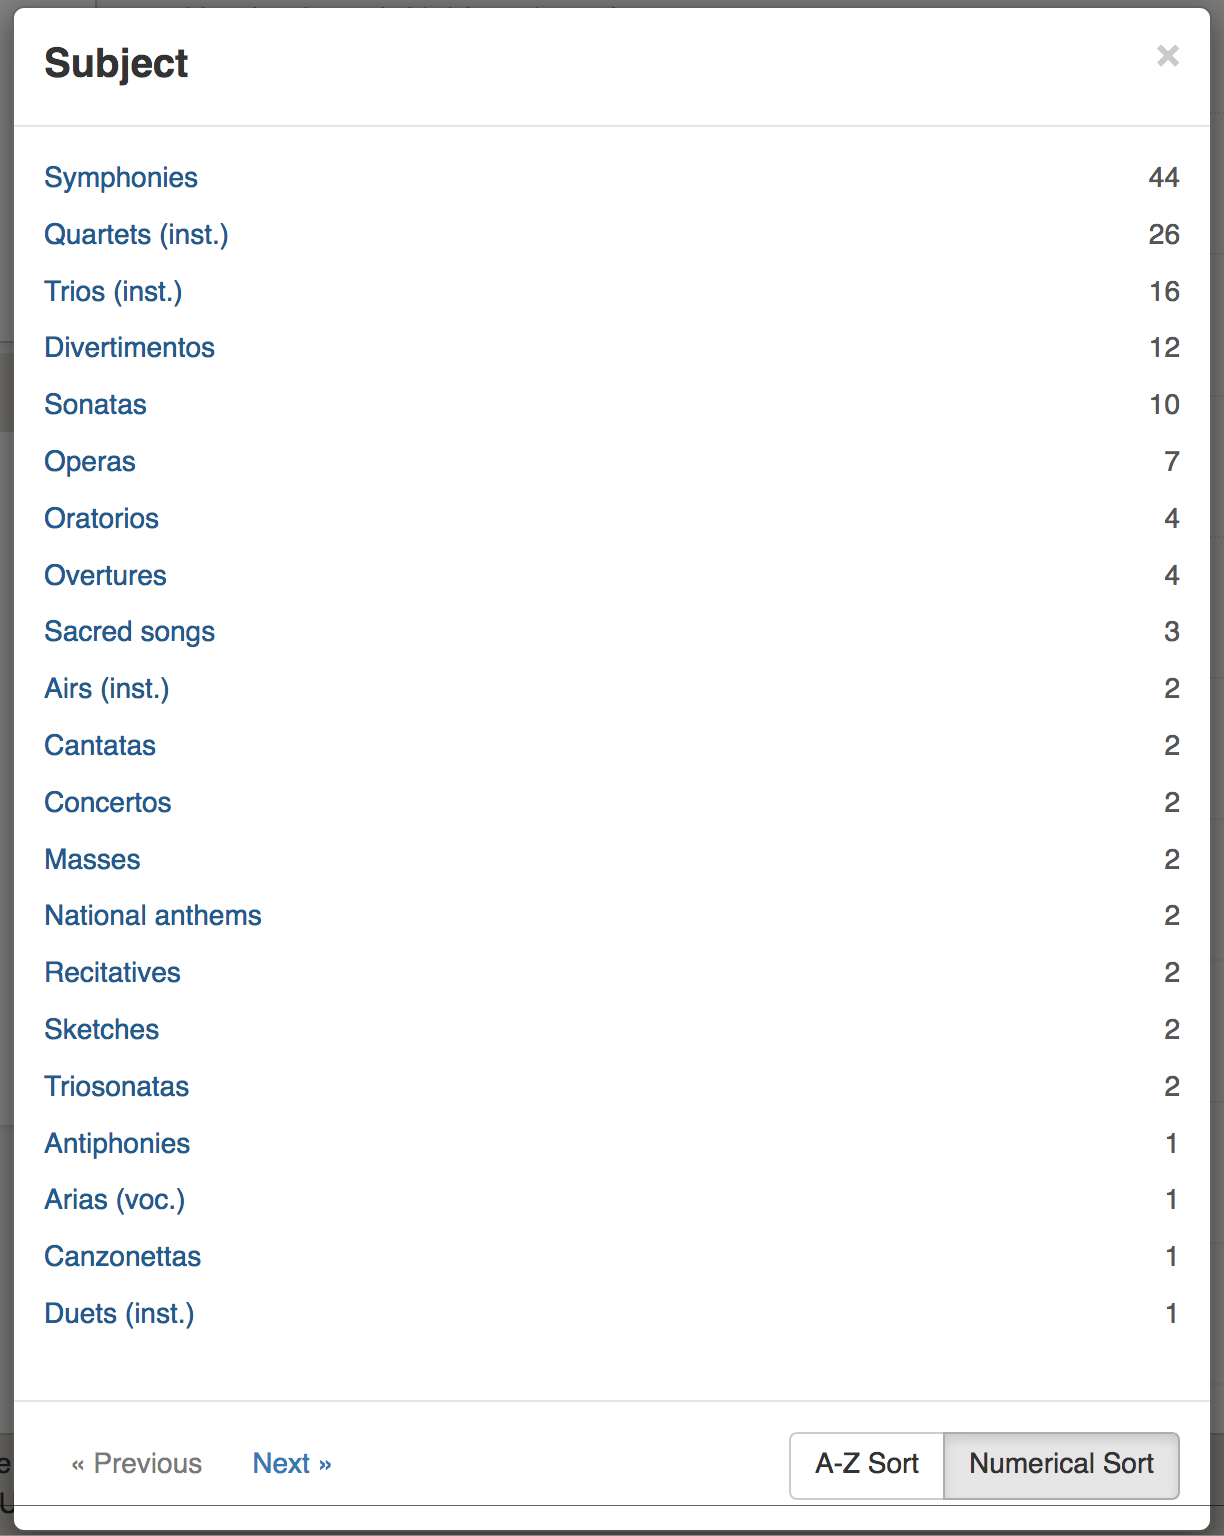 Subject ×
Symphonies 44
Quartets (inst.) 26
Trios (inst.) 16
Divertimentos 12
Sonatas 10
Operas 7
Oratorios 4
Overtures 4
Sacred songs 3
Airs (inst.) 2
Cantatas 2
Concertos 2
Masses 2
National anthems 2
Recitatives 2
Sketches 2
Triosonatas 2
Antiphonies 1
Arias (voc.) 1
Canzonettas 1
Duets (inst.) 1
« Previous Next » A-Z Sort Numerical Sort